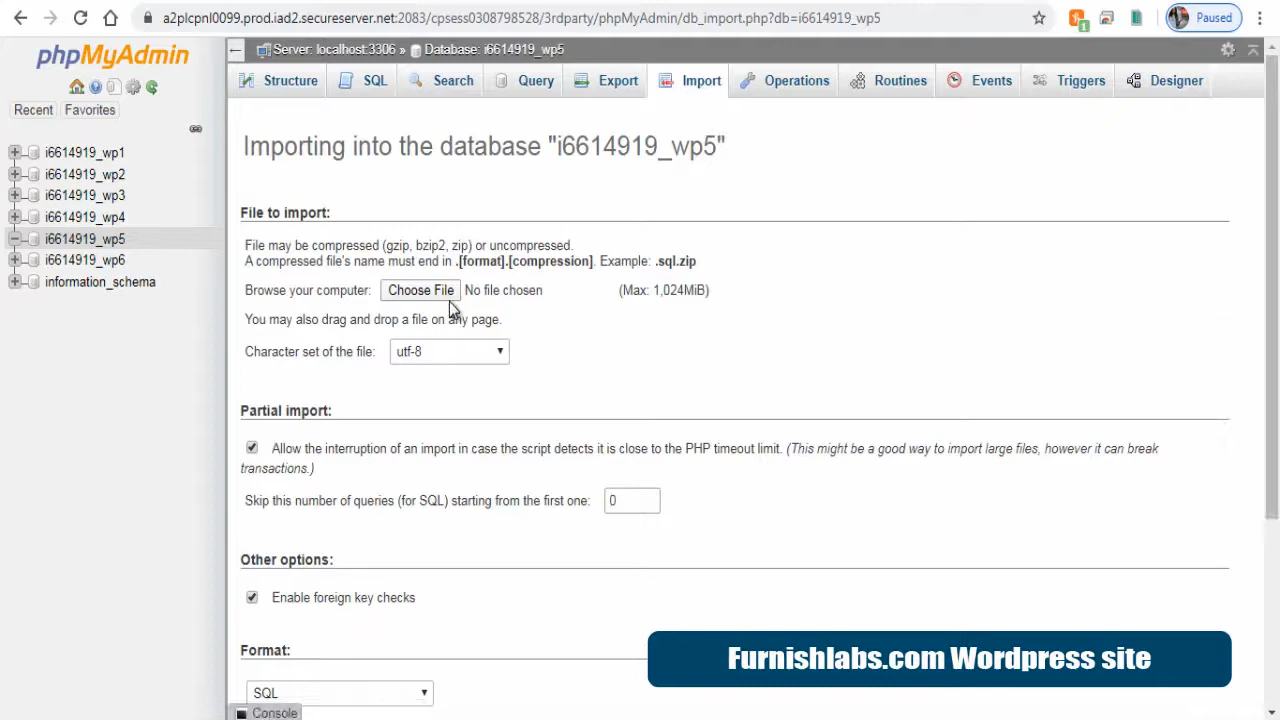 a2plcpnl0099.prod.iad2.secureserver.net:2083/cpsess0308798528/3rdparty/phpMyAdmin/db_import.php?db=i6614919_wp5
1
Paused
phpMyAdmin
Recent Favorites
i6614919_wp1
i6614919_wp2
i6614919_wp3
i6614919_wp4
i6614919_wp5
i6614919_wp6
information_schema
Server: localhost:3306 » Database: i6614919_wp5
Structure SQL Search Query Export Import Operations Routines Events Triggers Designer
Importing into the database "i6614919_wp5"
File to import:
File may be compressed (gzip, bzip2, zip) or uncompressed.
A compressed file's name must end in .[format].[compression]. Example: .sql.zip
Browse your computer: Choose File No file chosen (Max: 1,024MiB)
You may also drag and drop a file on any page.
Character set of the file: utf-8
Partial import:
Allow the interruption of an import in case the script detects it is close to the PHP timeout limit. (This might be a good way to import large files, however it can break
transactions.)
Skip this number of queries (for SQL) starting from the first one: 0
Other options:
Enable foreign key checks
Format:
SQL
Console
Furnishlabs.com Wordpress site